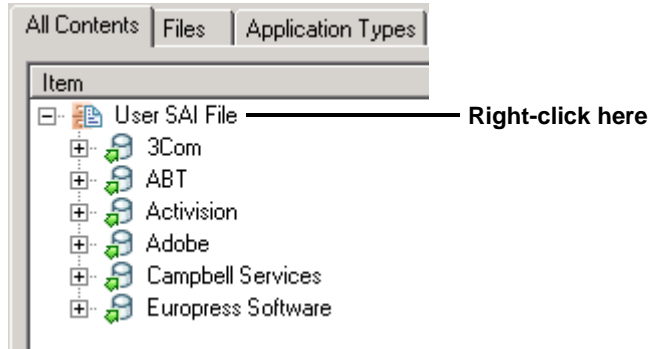 All Contents Files Application Types
Item
User SAI File Right-click here
3Com
ABT
Activision
Adobe
Campbell Services
Europress Software